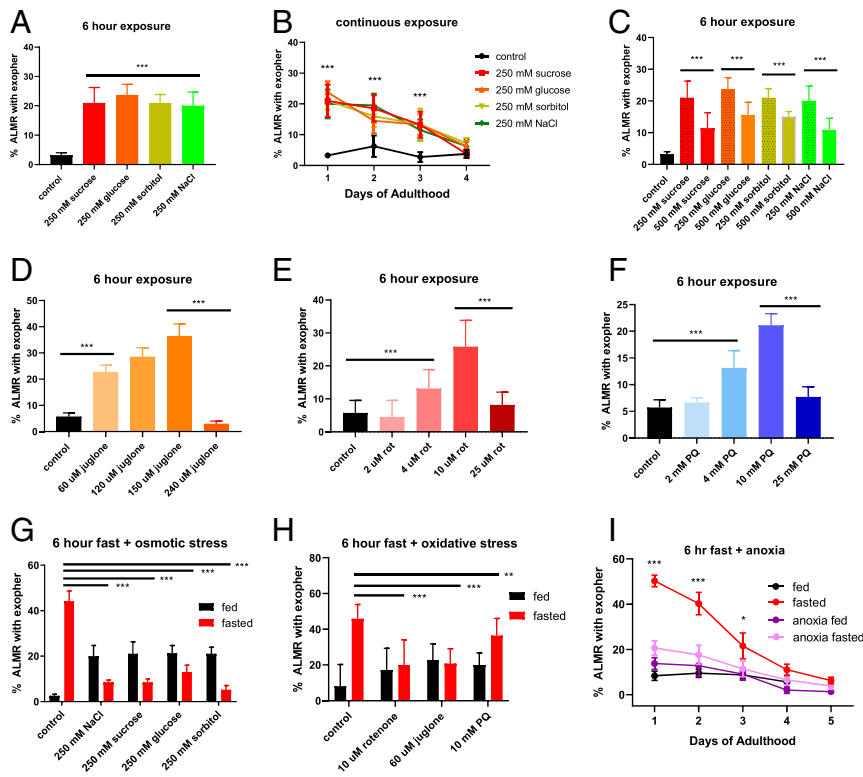 A
6 hour exposure
% ALMR with exopher
40
30
20
10
0
***
control
250 mM sucrose
250 mM glucose
250 mM sorbitol
250 mM NaCl
B
continuous exposure
% ALMR with exopher
40
30
20
10
0
***
***
***
control
250 mM sucrose
250 mM glucose
250 mM sorbitol
250 mM NaCl
1 2 3 4
Days of Adulthood
C
6 hour exposure
% ALMR with exopher
40
30
20
10
0
*** *** *** ***
control
250 mM sucrose
500 mM sucrose
250 mM glucose
500 mM glucose
250 mM sorbitol
500 mM sorbitol
250 mM NaCl
500 mM NaCl
D
6 hour exposure
% ALMR with exopher
50
40
30
20
10
0
***
***
control
60 uM juglone
120 uM juglone
150 uM juglone
240 uM juglone
E
6 hour exposure
% ALMR with exopher
40
30
20
10
0
***
***
control
2 uM rot
4 uM rot
10 uM rot
25 uM rot
F
6 hour exposure
% ALMR with exopher
25
20
15
10
5
0
***
***
control
2 mM PQ
4 mM PQ
10 mM PQ
25 mM PQ
G
6 hour fast + osmotic stress
% ALMR with exopher
60
40
20
0
***
***
***
***
fed
fasted
control
250 mM NaCl
250 mM sucrose
250 mM glucose
250 mM sorbitol
H
6 hour fast + oxidative stress
% ALMR with exopher
80
60
40
20
0
**
***
***
fed
fasted
control
10 uM rotenone
60 uM juglone
10 mM PQ
I
6 hr fast + anoxia
% ALMR with exopher
60
40
20
0
***
***
*
fed
fasted
anoxia fed
anoxia fasted
1 2 3 4 5
Days of Adulthood